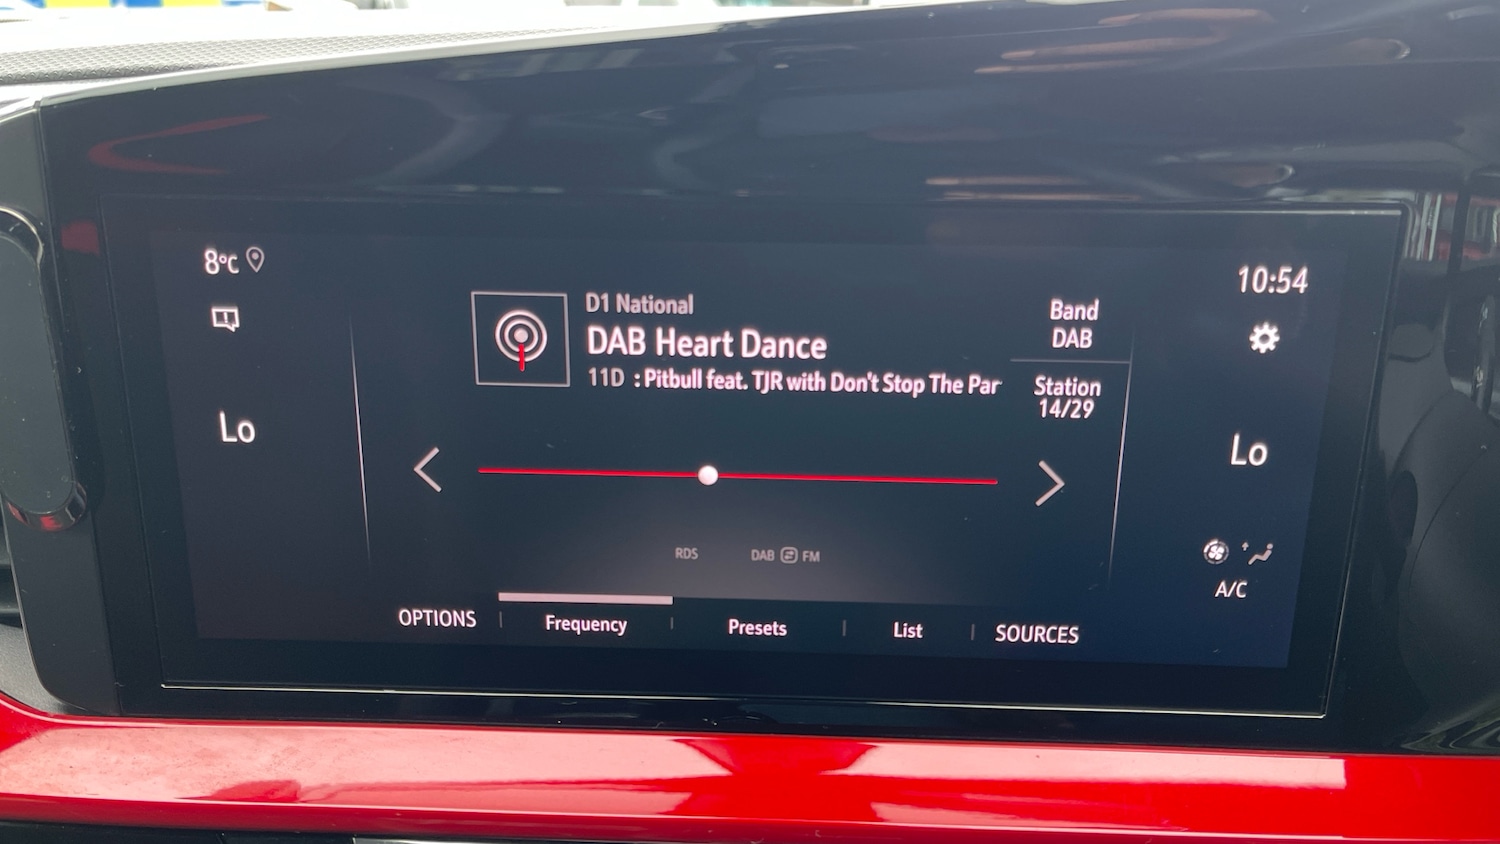 8°C
10:54
D1 National
DAB Heart Dance
11D : Pitbull feat. TJR with Don't Stop The Par
Band
DAB
Station
14/29
Lo
Lo
RDS
DAB FM
A/C
OPTIONS
Frequency
Presets
List
SOURCES